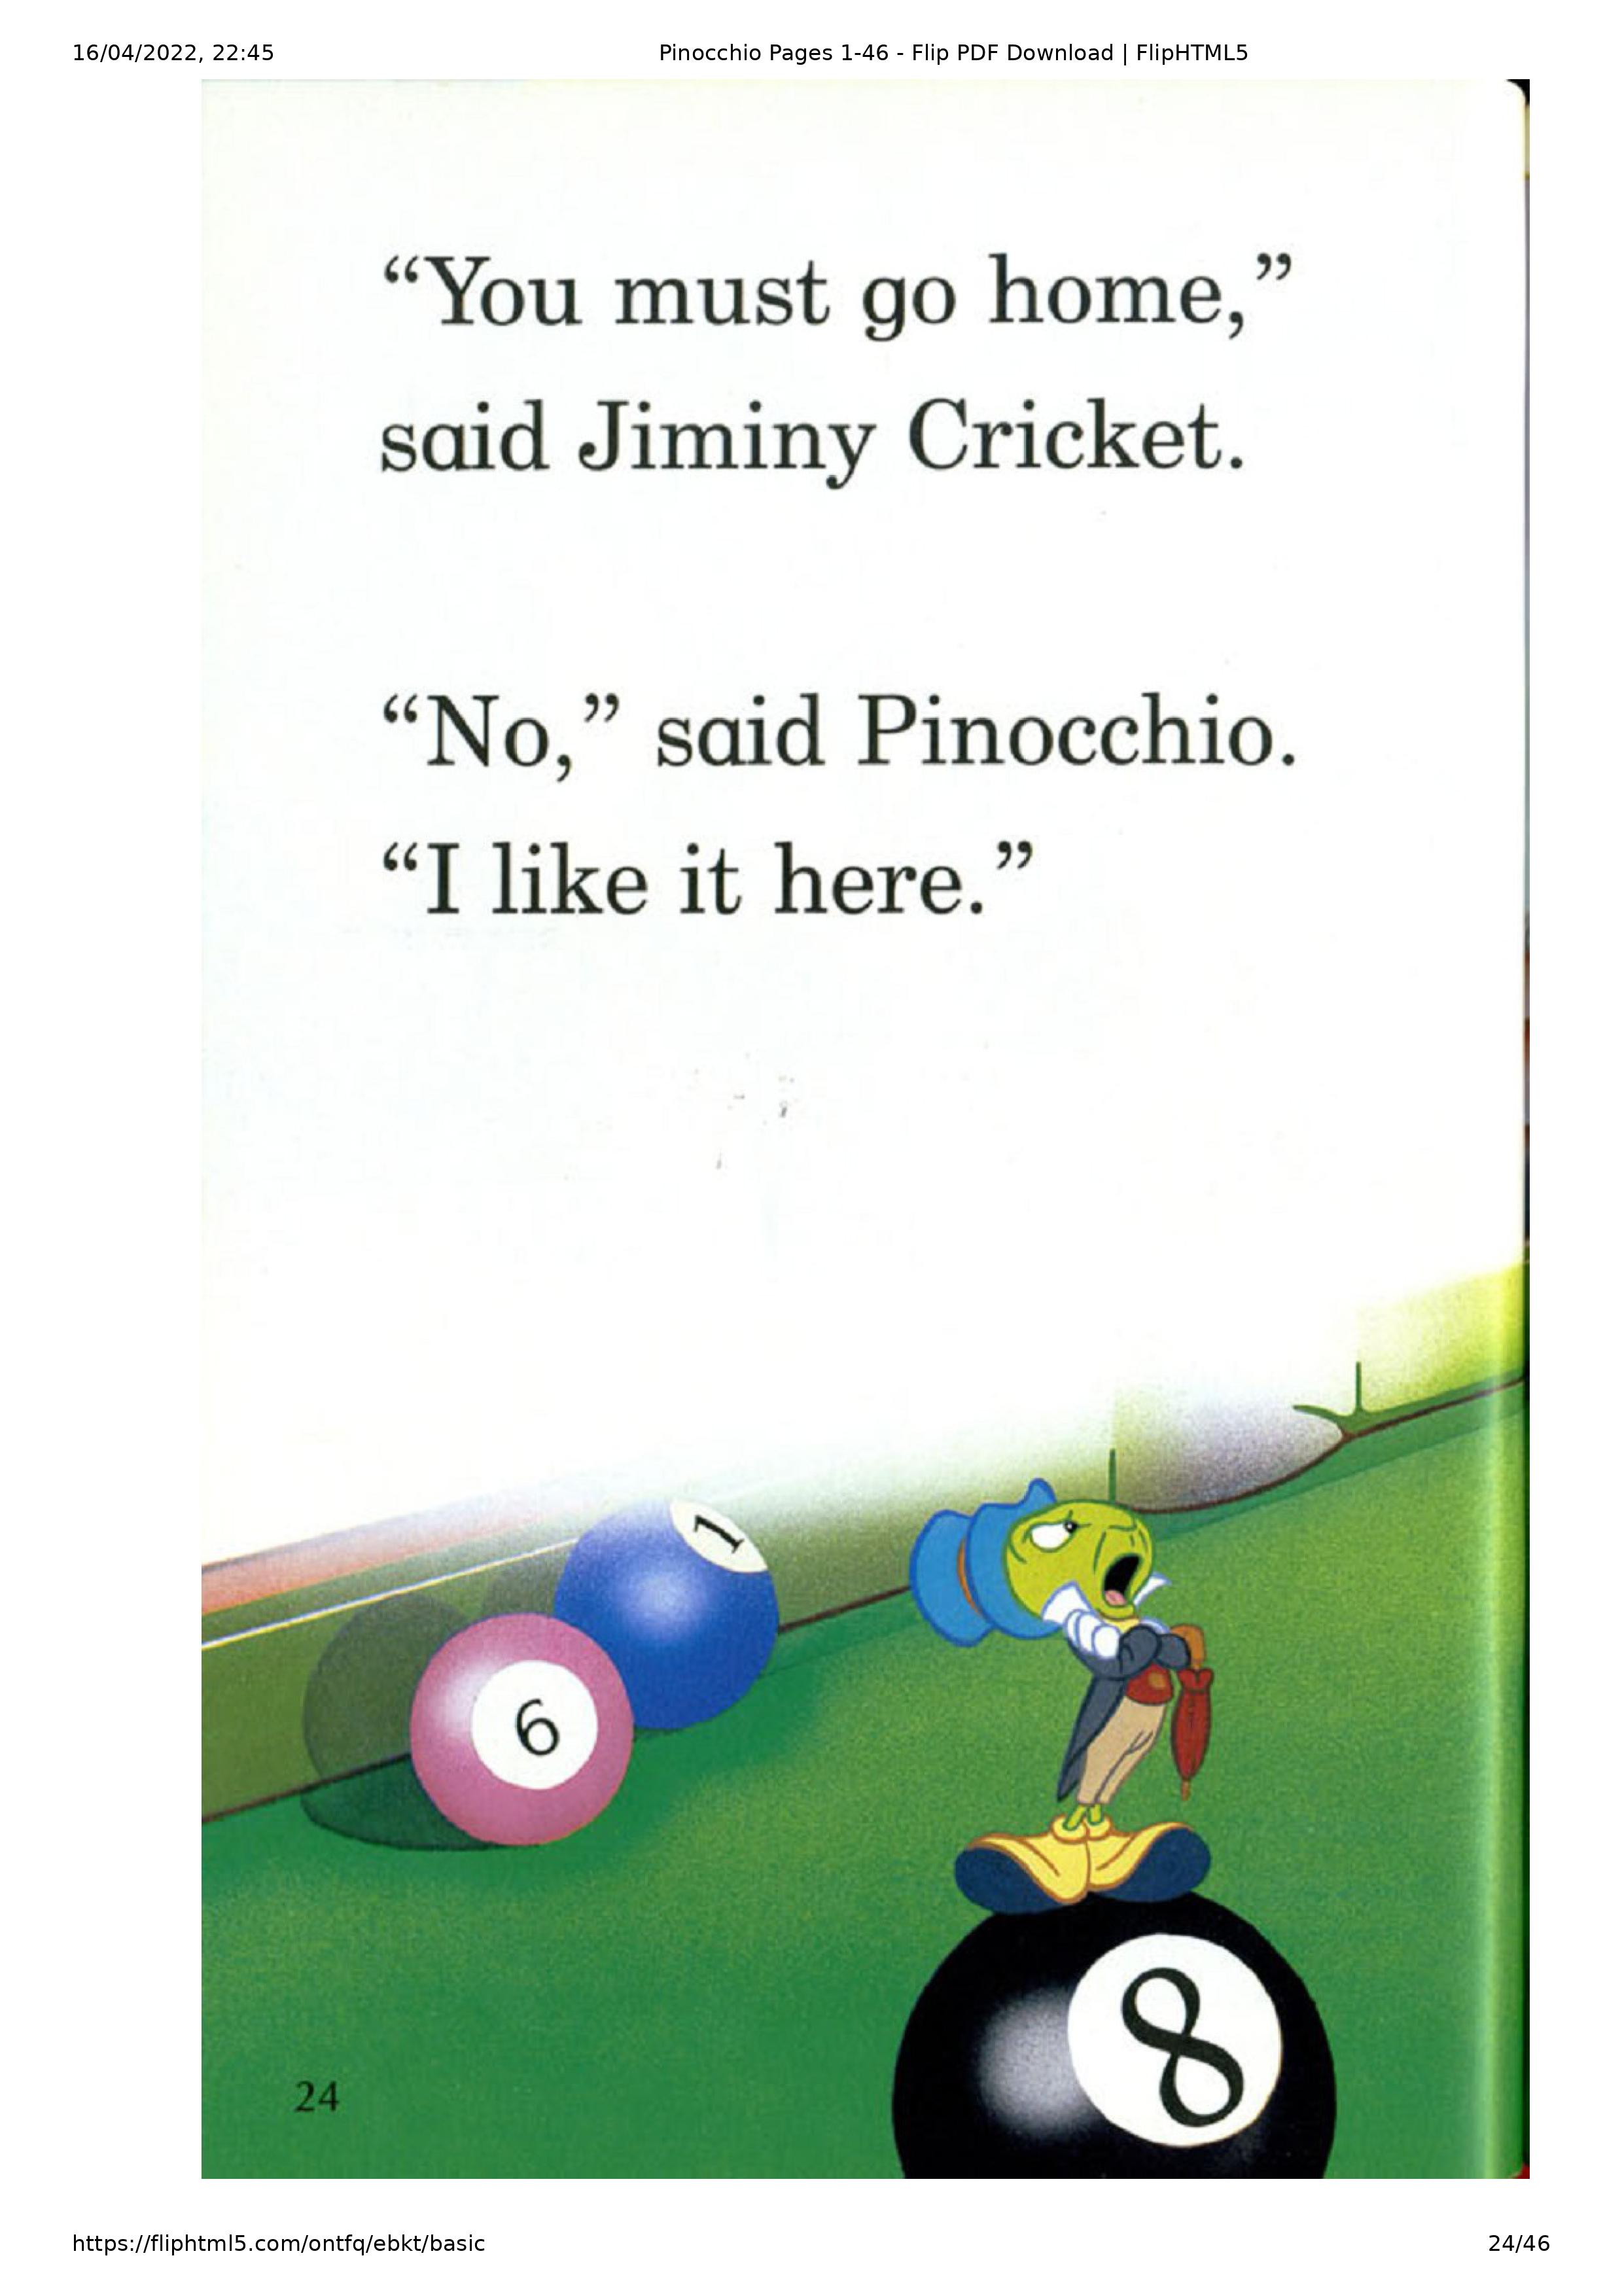 16/04/2022, 22:45
Pinocchio Pages 1-46 - Flip PDF Download | FlipHTML5
“You must go home,”
said Jiminy Cricket.
“No,” said Pinocchio.
“I like it here.”
1
6
8
24
https://fliphtml5.com/ontfq/ebkt/basic
24/46